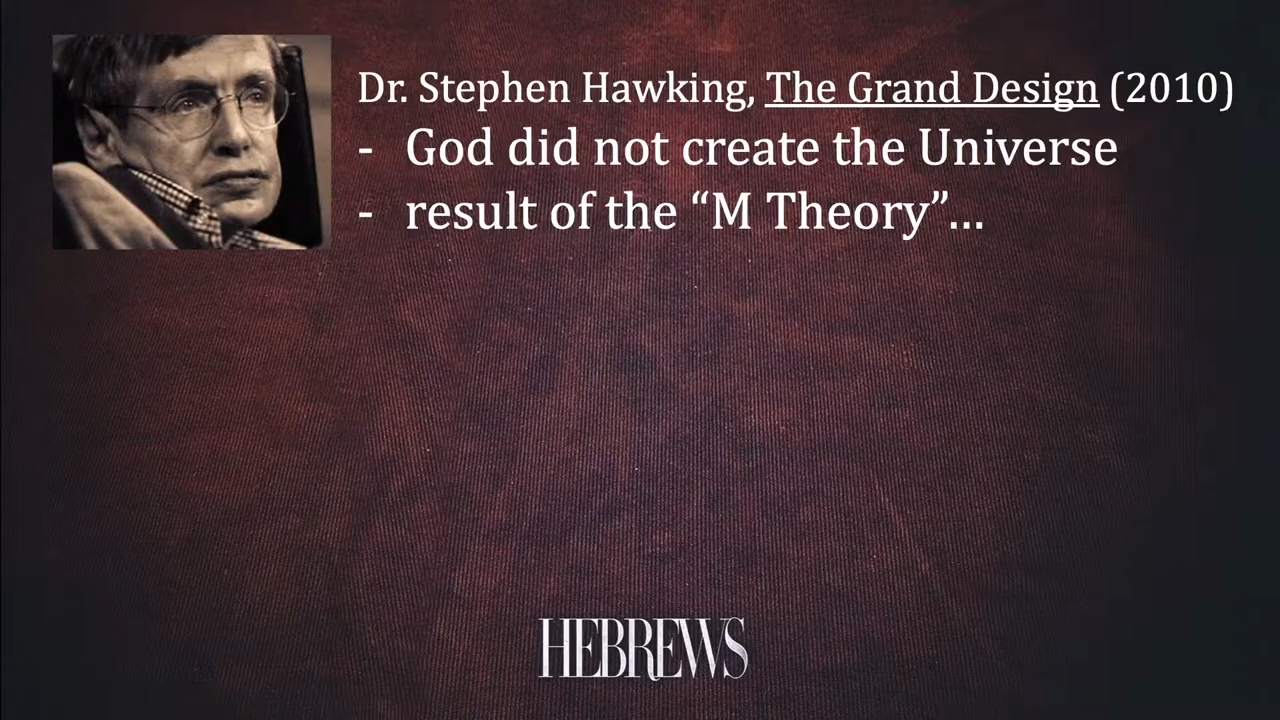 Dr. Stephen Hawking, The Grand Design (2010)
- God did not create the Universe
- result of the “M Theory”...
HEBREWS